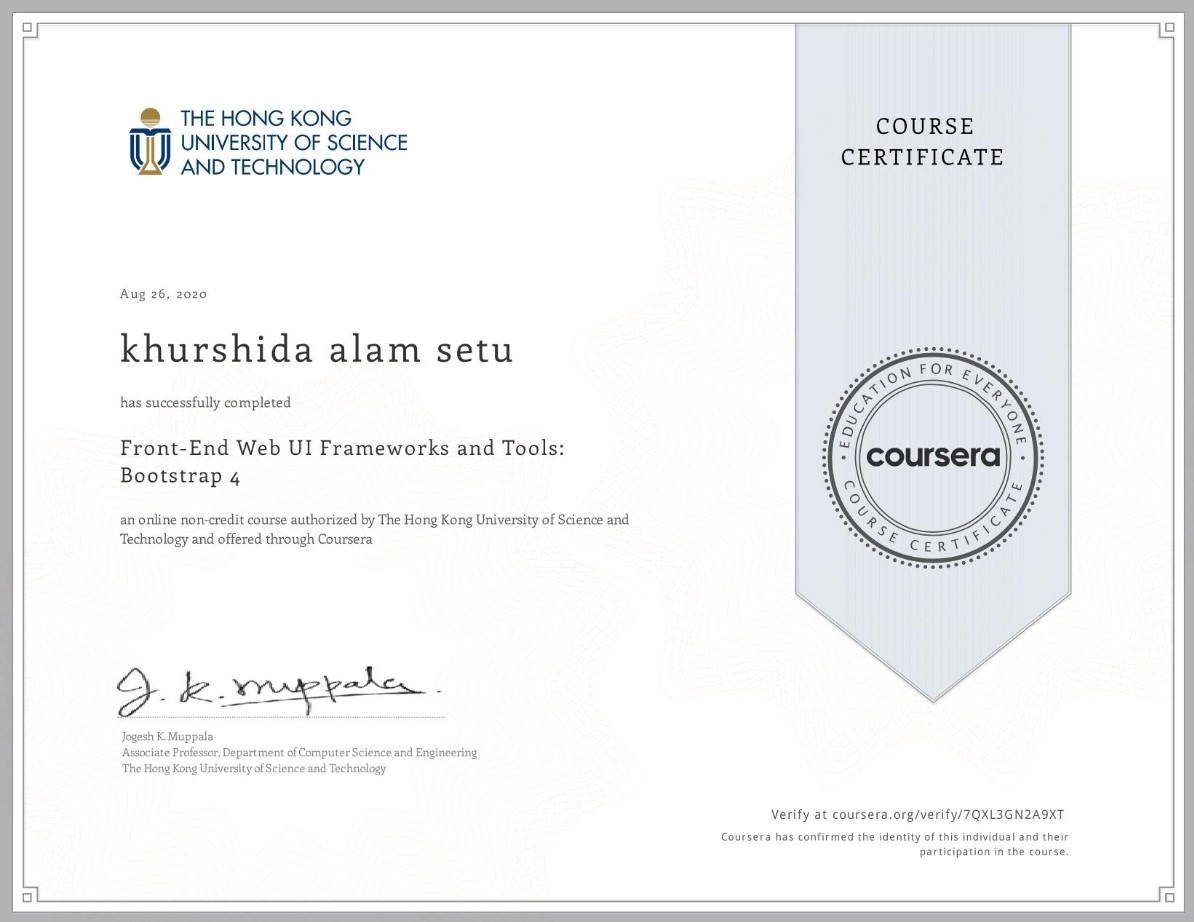 THE HONG KONG
UNIVERSITY OF SCIENCE
AND TECHNOLOGY
COURSE
CERTIFICATE
Aug 26, 2020
khurshida alam setu
has successfully completed
Front-End Web UI Frameworks and Tools:
Bootstrap 4
an online non-credit course authorized by The Hong Kong University of Science and
Technology and offered through Coursera
EDUCATION FOR EVERYONE
coursera
COURSE CERTIFICATE
J. K. Muppala
Jogesh K. Muppala
Associate Professor, Department of Computer Science and Engineering
The Hong Kong University of Science and Technology
Verify at coursera.org/verify/7QXL3GN2A9XT
Coursera has confirmed the identity of this individual and their
participation in the course.